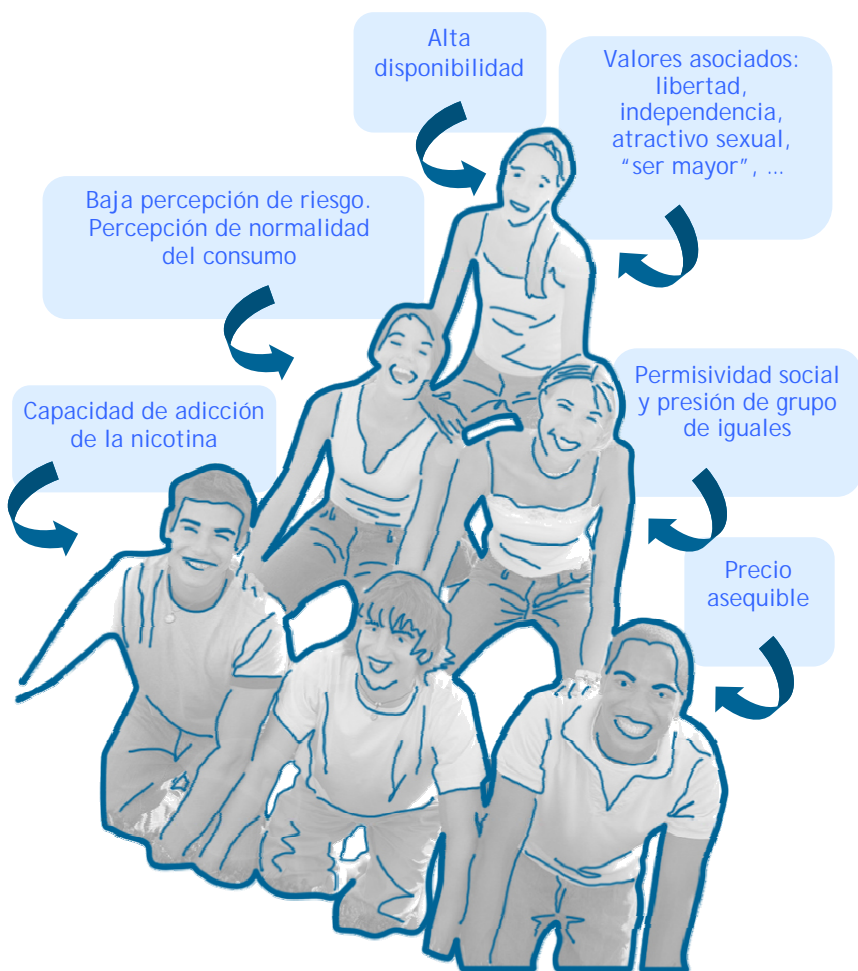 Alta
disponibilidad
Valores asociados:
libertad,
independencia,
atractivo sexual,
“ser mayor”, ...
Baja percepción de riesgo.
Percepción de normalidad
del consumo
Permisividad social
y presión de grupo
de iguales
Capacidad de adicción
de la nicotina
Precio
asequible